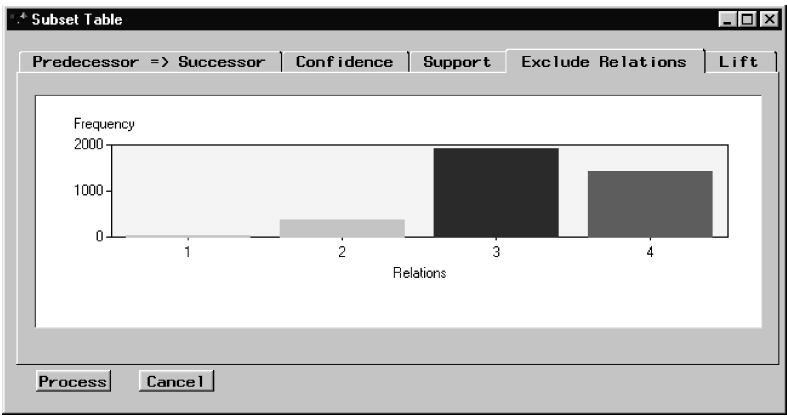 Subset Table
Predecessor => Successor Confidence Support Exclude Relations Lift
Frequency
2000
1000
0
1 2 3 4
Relations
Process Cancel